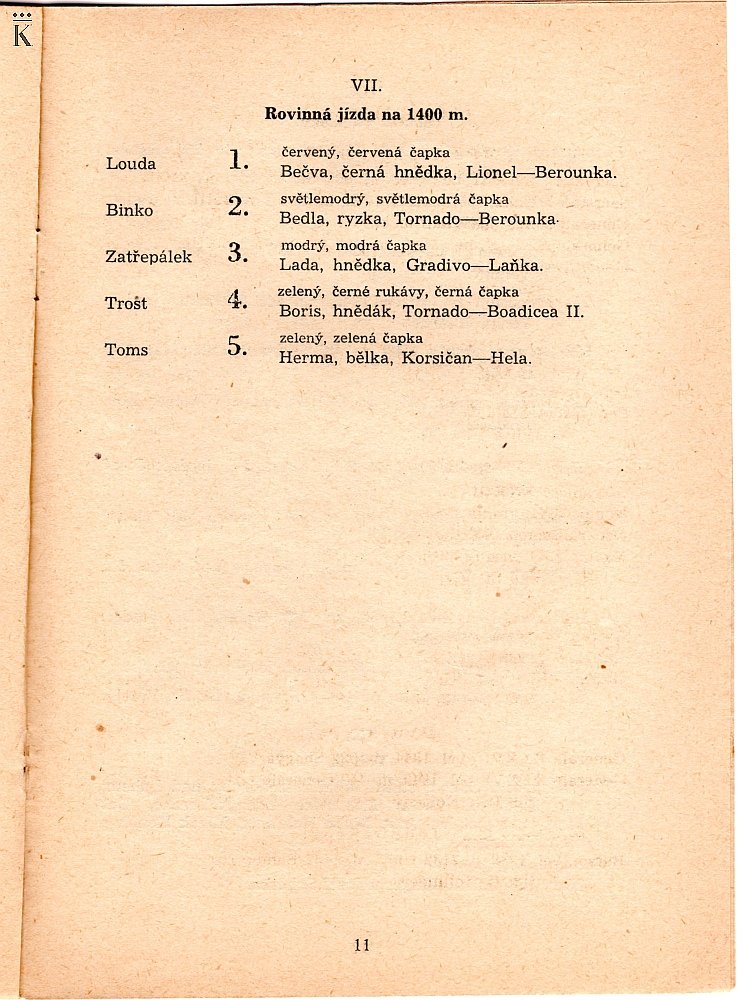 K
VII.
Rovinná jízda na 1400 m.
Louda 1. červený, červená čapka
Bečva, černá hnědka, Lionel—Berounka.
Binko 2. světlemodrý, světlemodrá čapka
Bedla, ryzka, Tornado—Berounka.
Zatřepálek 3. modrý, modrá čapka
Lada, hnědka, Gradivo—Laňka.
Trošt 4. zelený, černé rukávy, černá čapka
Boris, hnědák, Tornado—Boadicea II.
Toms 5. zelený, zelená čapka
Herma, bělka, Korsičan—Hela.
11